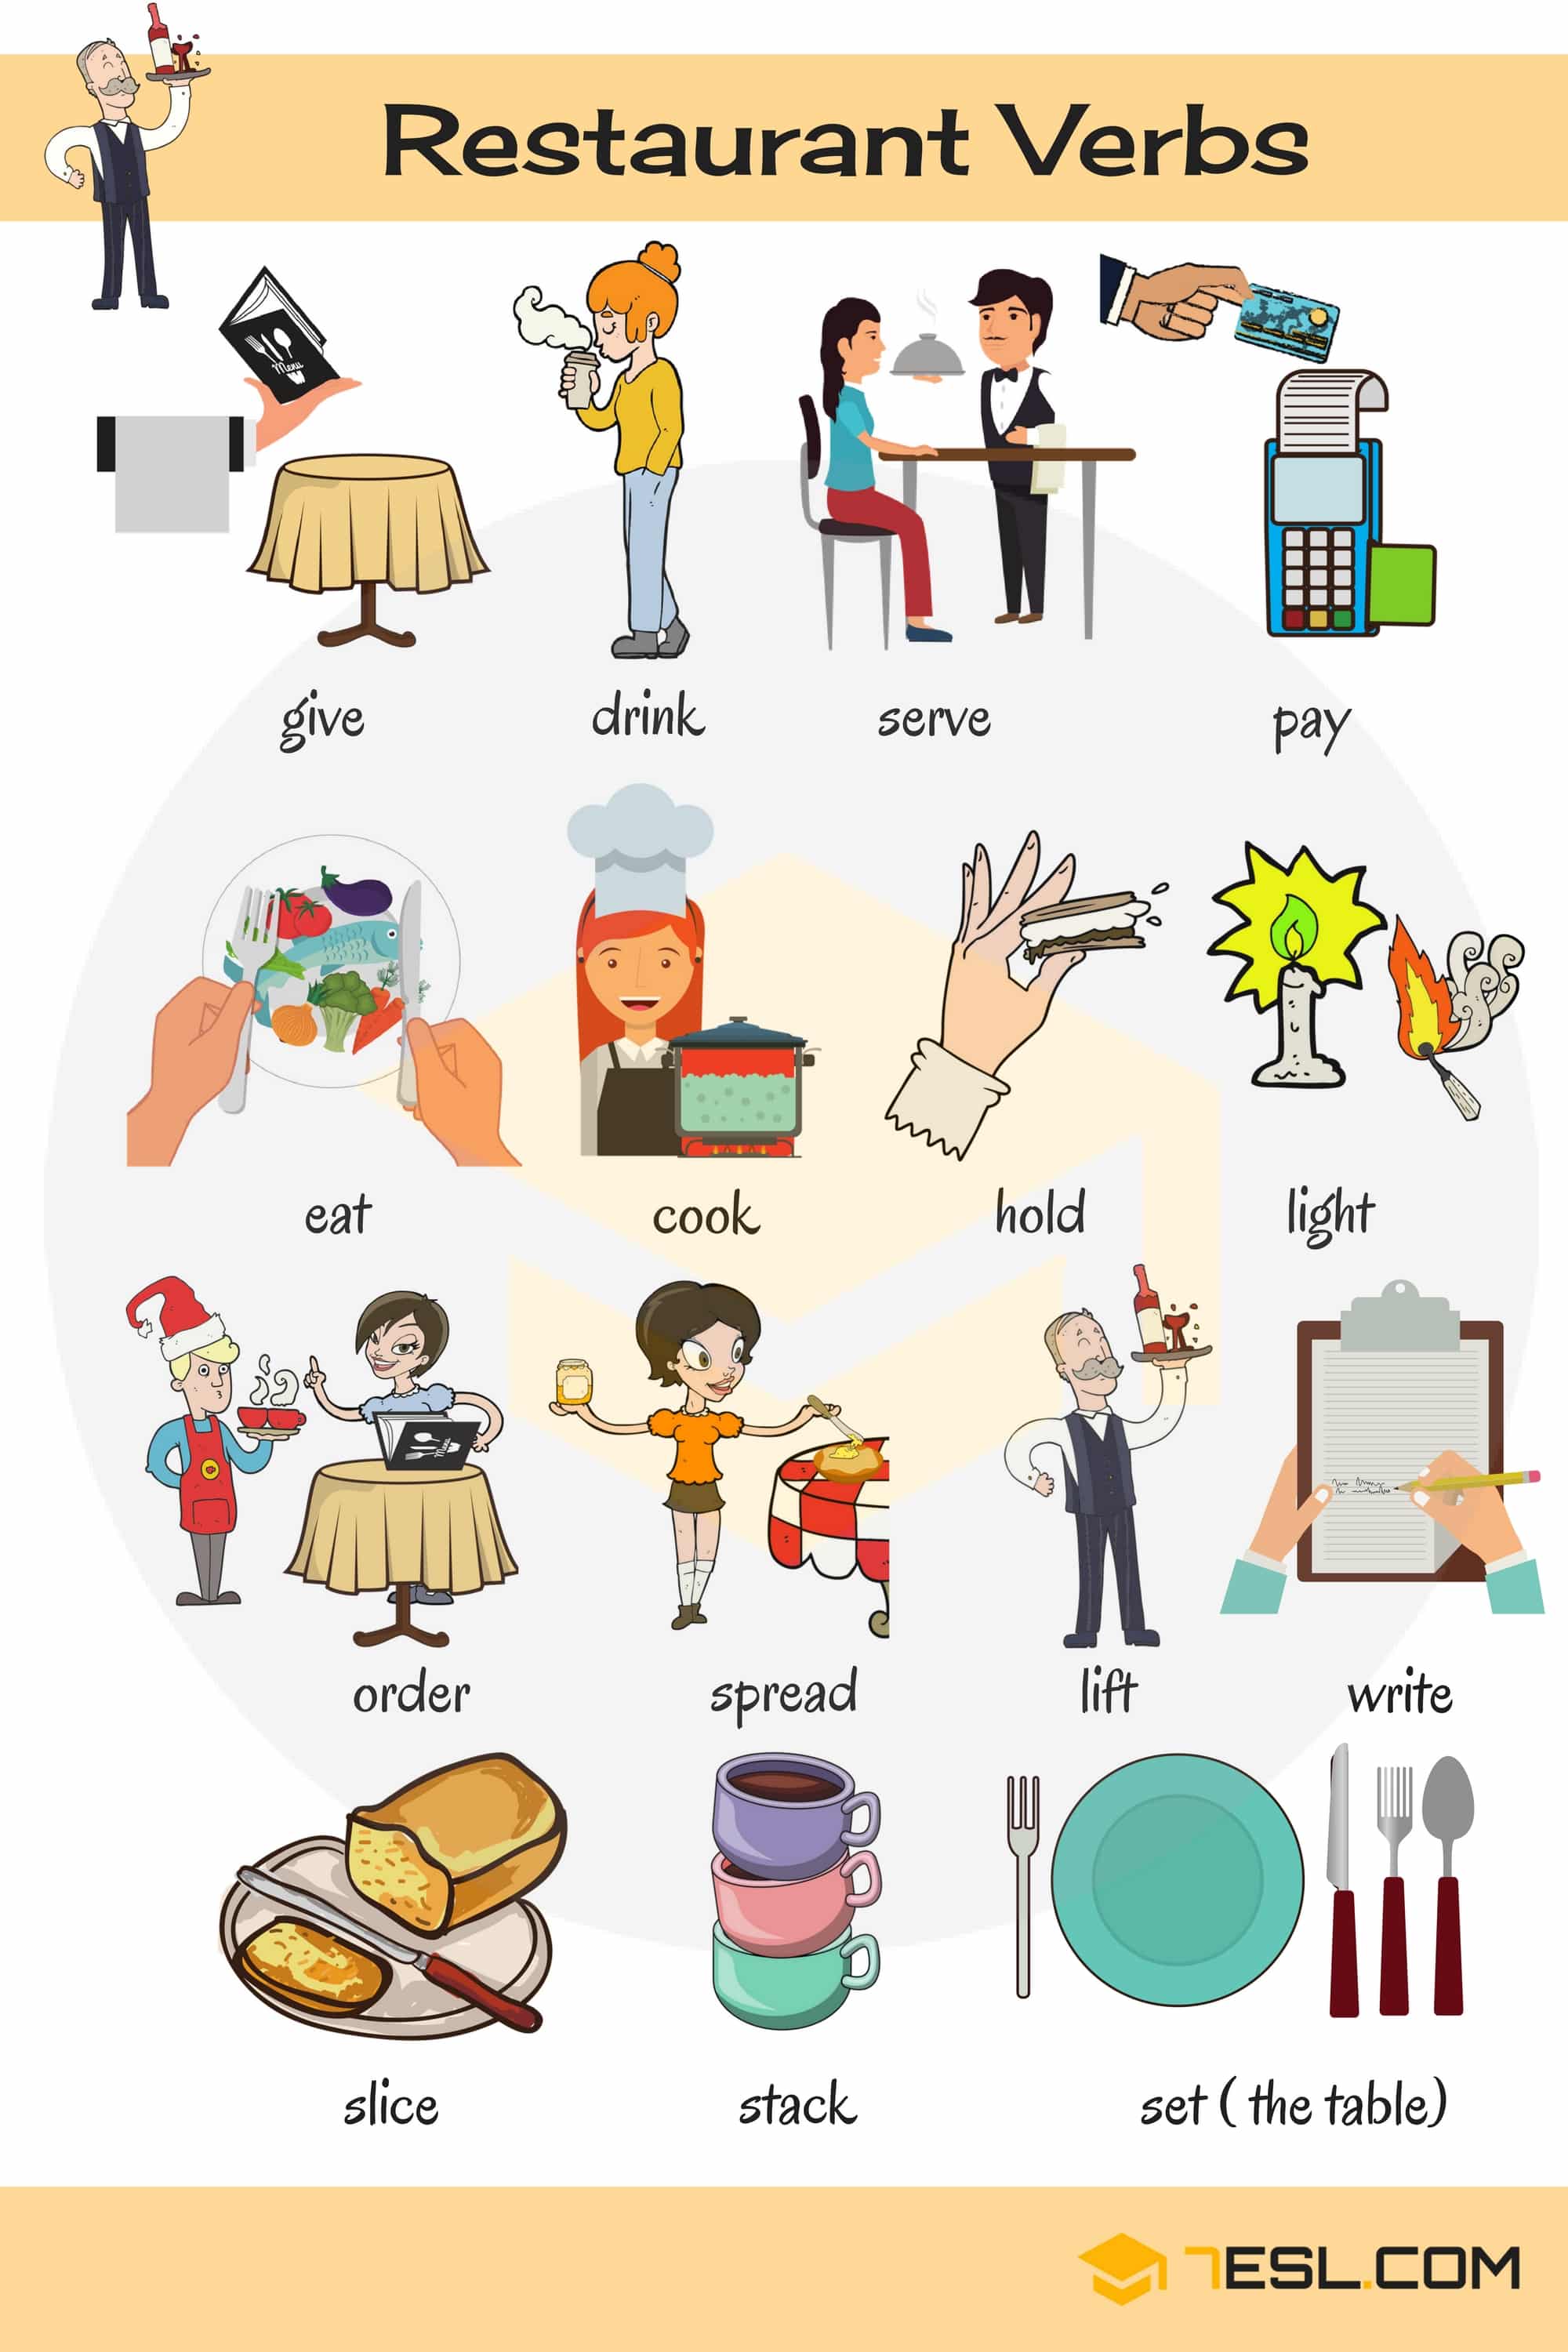 Restaurant Verbs
Menu
give
drink
serve
pay
eat
cook
hold
light
order
spread
lift
write
slice
stack
set ( the table)
7ESL.COM